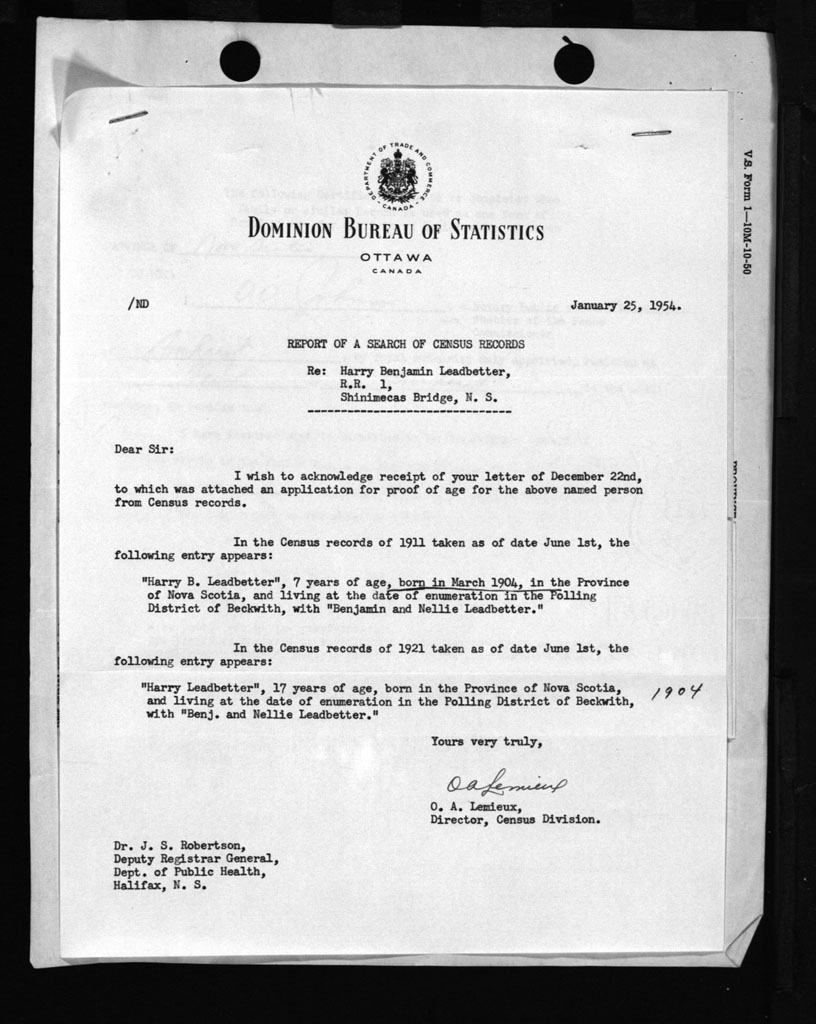 DEPARTMENT OF TRADE AND COMMERCE
CANADA
DOMINION BUREAU OF STATISTICS
OTTAWA
CANADA
V.S. Form 1—10M-10-50
/ND January 25, 1954.
REPORT OF A SEARCH OF CENSUS RECORDS
Re: Harry Benjamin Leadbetter,
R.R. 1,
Shinimecas Bridge, N. S.
Dear Sir:
I wish to acknowledge receipt of your letter of December 22nd,
to which was attached an application for proof of age for the above named person
from Census records.
In the Census records of 1911 taken as of date June 1st, the
following entry appears:
"Harry B. Leadbetter", 7 years of age, born in March 1904, in the Province
of Nova Scotia, and living at the date of enumeration in the Polling
District of Beckwith, with "Benjamin and Nellie Leadbetter."
In the Census records of 1921 taken as of date June 1st, the
following entry appears:
"Harry Leadbetter", 17 years of age, born in the Province of Nova Scotia,
and living at the date of enumeration in the Polling District of Beckwith, 1904
with "Benj. and Nellie Leadbetter."
Yours very truly,
O A Lemieux
O. A. Lemieux,
Director, Census Division.
Dr. J. S. Robertson,
Deputy Registrar General,
Dept. of Public Health,
Halifax, N. S.